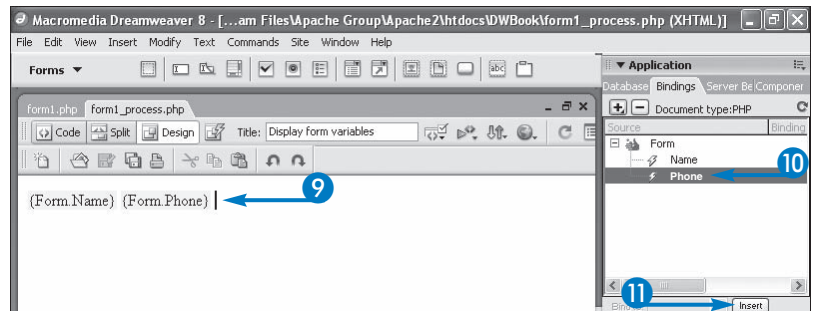 Macromedia Dreamweaver 8 - [...am Files\Apache Group\Apache2\htdocs\DWBook\form1_process.php (XHTML)]
File Edit View Insert Modify Text Commands Site Window Help
Forms
abc
Application
Database Bindings Server Be Componer
form1.php form1_process.php
Document type:PHP
Code Split Design Title: Display form variables
Source Binding
Form
Name
10
Phone
9
{Form.Name} {Form.Phone}
11
Insert